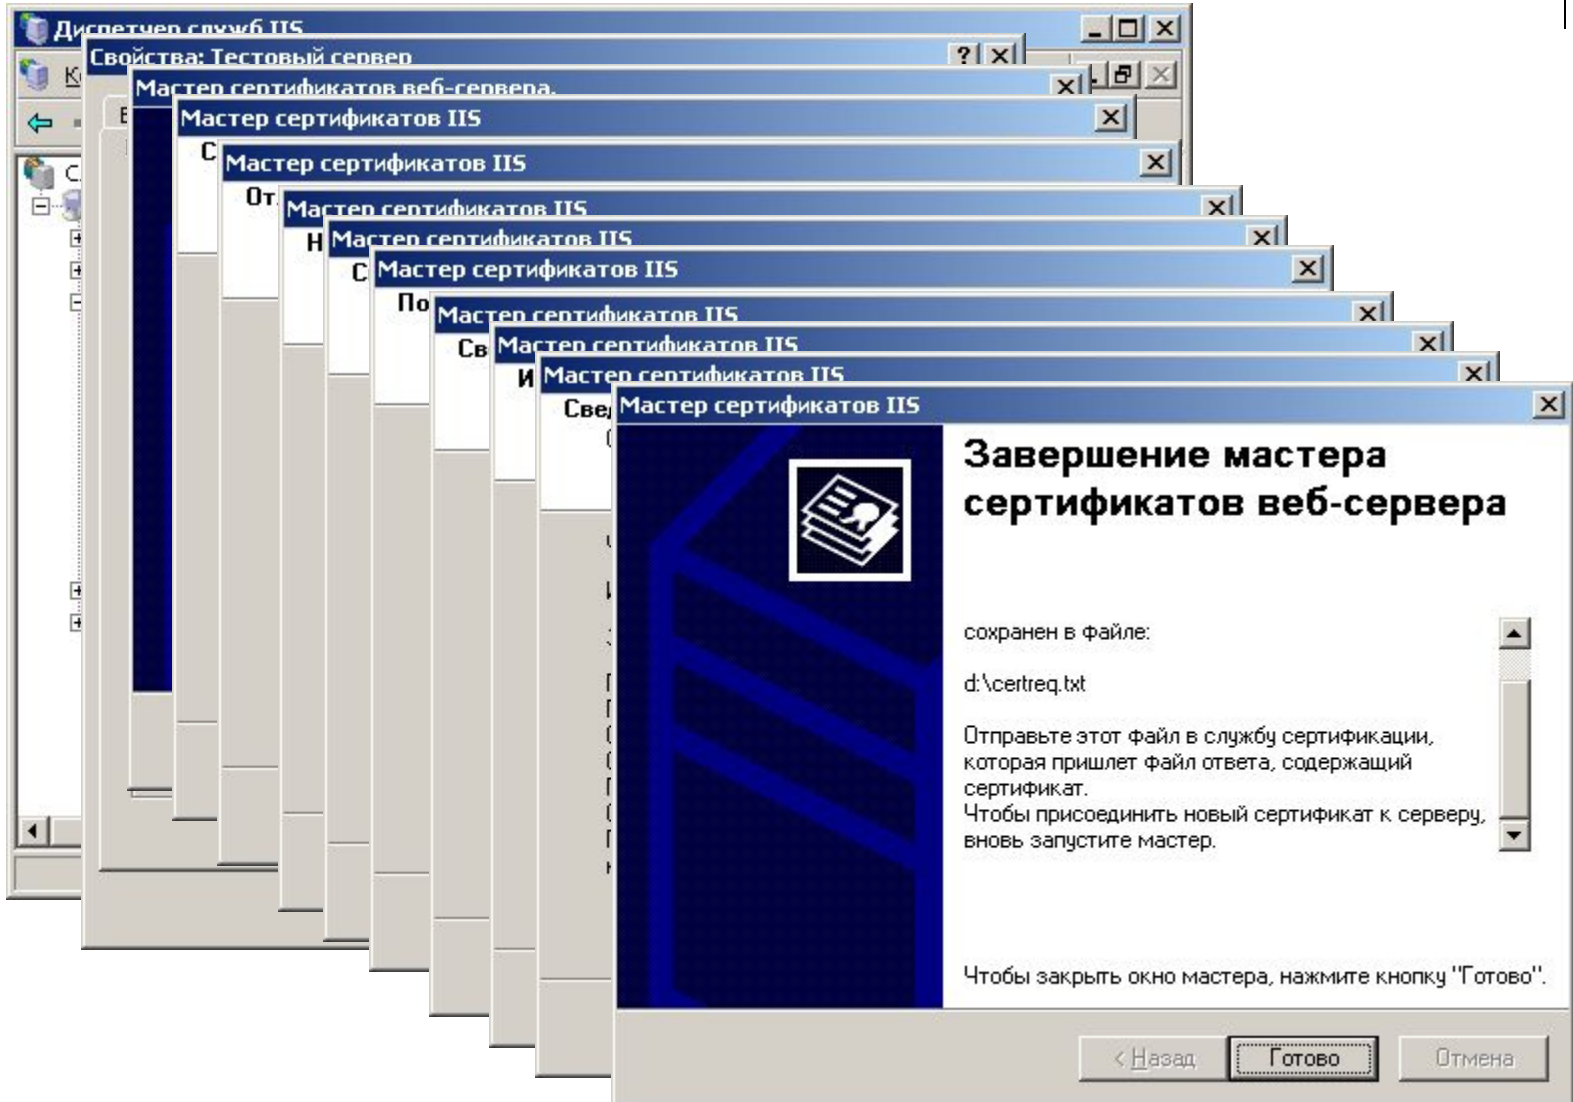 Диспетчер служб IIS
Свойства: Тестовый сервер
Мастер сертификатов веб-сервера.
Мастер сертификатов IIS
Мастер сертификатов IIS
Мастер сертификатов IIS
Мастер сертификатов IIS
Мастер сертификатов IIS
Мастер сертификатов IIS
Мастер сертификатов IIS
Мастер сертификатов IIS
Мастер сертификатов IIS
Завершение мастера
сертификатов веб-сервера
сохранен в файле:
d:\certreq.txt
Отправьте этот файл в службу сертификации,
которая пришлет файл ответа, содержащий
сертификат.
Чтобы присоединить новый сертификат к серверу,
вновь запустите мастер.
Чтобы закрыть окно мастера, нажмите кнопку "Готово".
< Назад
Готово
Отмена